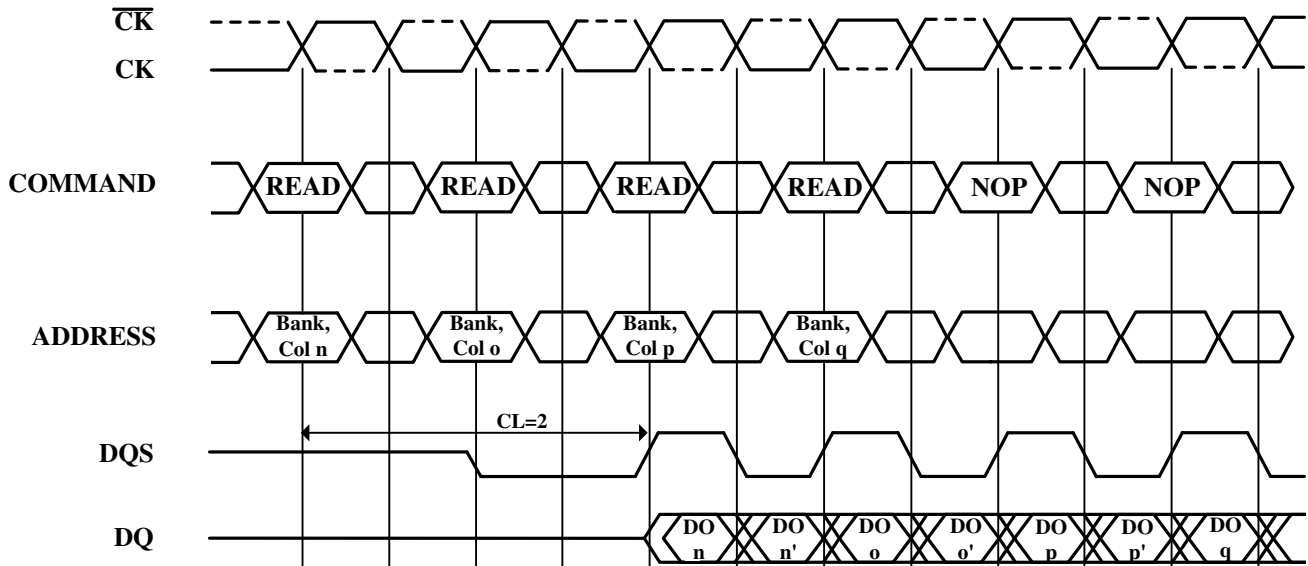 C̅K̅
CK
COMMAND
READ
READ
READ
READ
NOP
NOP
ADDRESS
Bank,
Col n
Bank,
Col o
Bank,
Col p
Bank,
Col q
CL=2
DQS
DQ
DO
n
DO
n'
DO
o
DO
o'
DO
p
DO
p'
DO
q